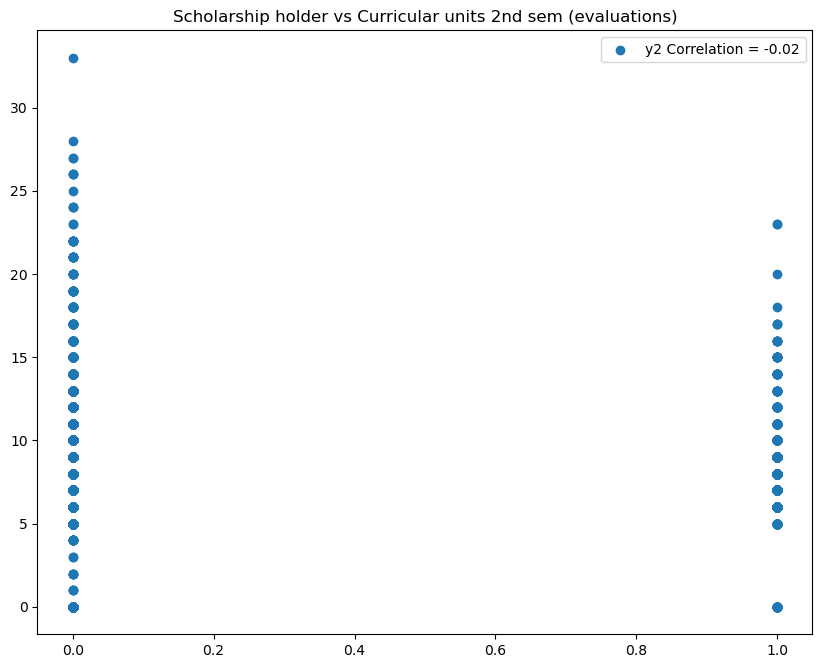 Scholarship holder vs Curricular units 2nd sem (evaluations)
y2 Correlation = -0.02
30
25
20
15
10
5
0
0.0 0.2 0.4 0.6 0.8 1.0